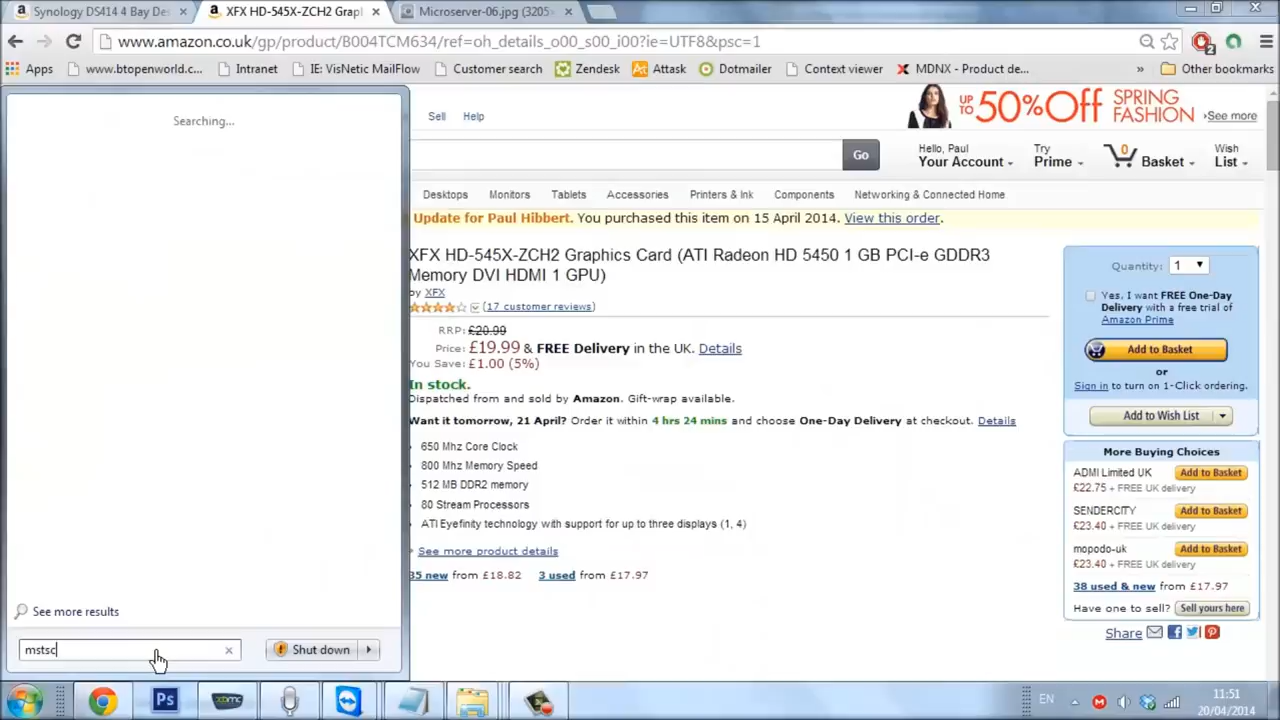 Synology DS414 4 Bay De
XFX HD-545X-ZCH2 Grapl
Microserver-06.jpg (3205×
www.amazon.co.uk/gp/product/B004TCM634/ref=oh_details_o00_s00_i00?ie=UTF8&psc=1
2
Apps
www.btopenworld.c...
Intranet
IE: VisNetic MailFlow
Customer search
Zendesk
Attask
Dotmailer
Context viewer
MDNX - Product de...
»
Other bookmarks
Searching...
Sell
Help
UP TO 50% Off SPRING FASHION
See more
Go
Hello, Paul
Your Account
Try
Prime
0
Basket
Wish
List
Desktops
Monitors
Tablets
Accessories
Printers & Ink
Components
Networking & Connected Home
Update for Paul Hibbert. You purchased this item on 15 April 2014. View this order.
XFX HD-545X-ZCH2 Graphics Card (ATI Radeon HD 5450 1 GB PCI-e GDDR3
Memory DVI HDMI 1 GPU)
by XFX
(17 customer reviews)
RRP: £20.99
Price: £19.99 & FREE Delivery in the UK. Details
You Save: £1.00 (5%)
In stock.
Dispatched from and sold by Amazon. Gift-wrap available.
Want it tomorrow, 21 April? Order it within 4 hrs 24 mins and choose One-Day Delivery at checkout. Details
650 Mhz Core Clock
800 Mhz Memory Speed
512 MB DDR2 memory
80 Stream Processors
ATI Eyefinity technology with support for up to three displays (1, 4)
See more product details
35 new from £18.82
3 used from £17.97
Quantity: 1
Yes, I want FREE One-Day
Delivery with a free trial of
Amazon Prime
Add to Basket
or
Sign in to turn on 1-Click ordering.
Add to Wish List
More Buying Choices
ADMI Limited UK
Add to Basket
£22.75 + FREE UK delivery
SENDERCITY
Add to Basket
£23.40 + FREE UK delivery
mopodo-uk
Add to Basket
£23.40 + FREE UK delivery
38 used & new from £17.97
Have one to sell? Sell yours here
Share
See more results
mstsc
Shut down
Ps
xbmc
EN
11:51
20/04/2014